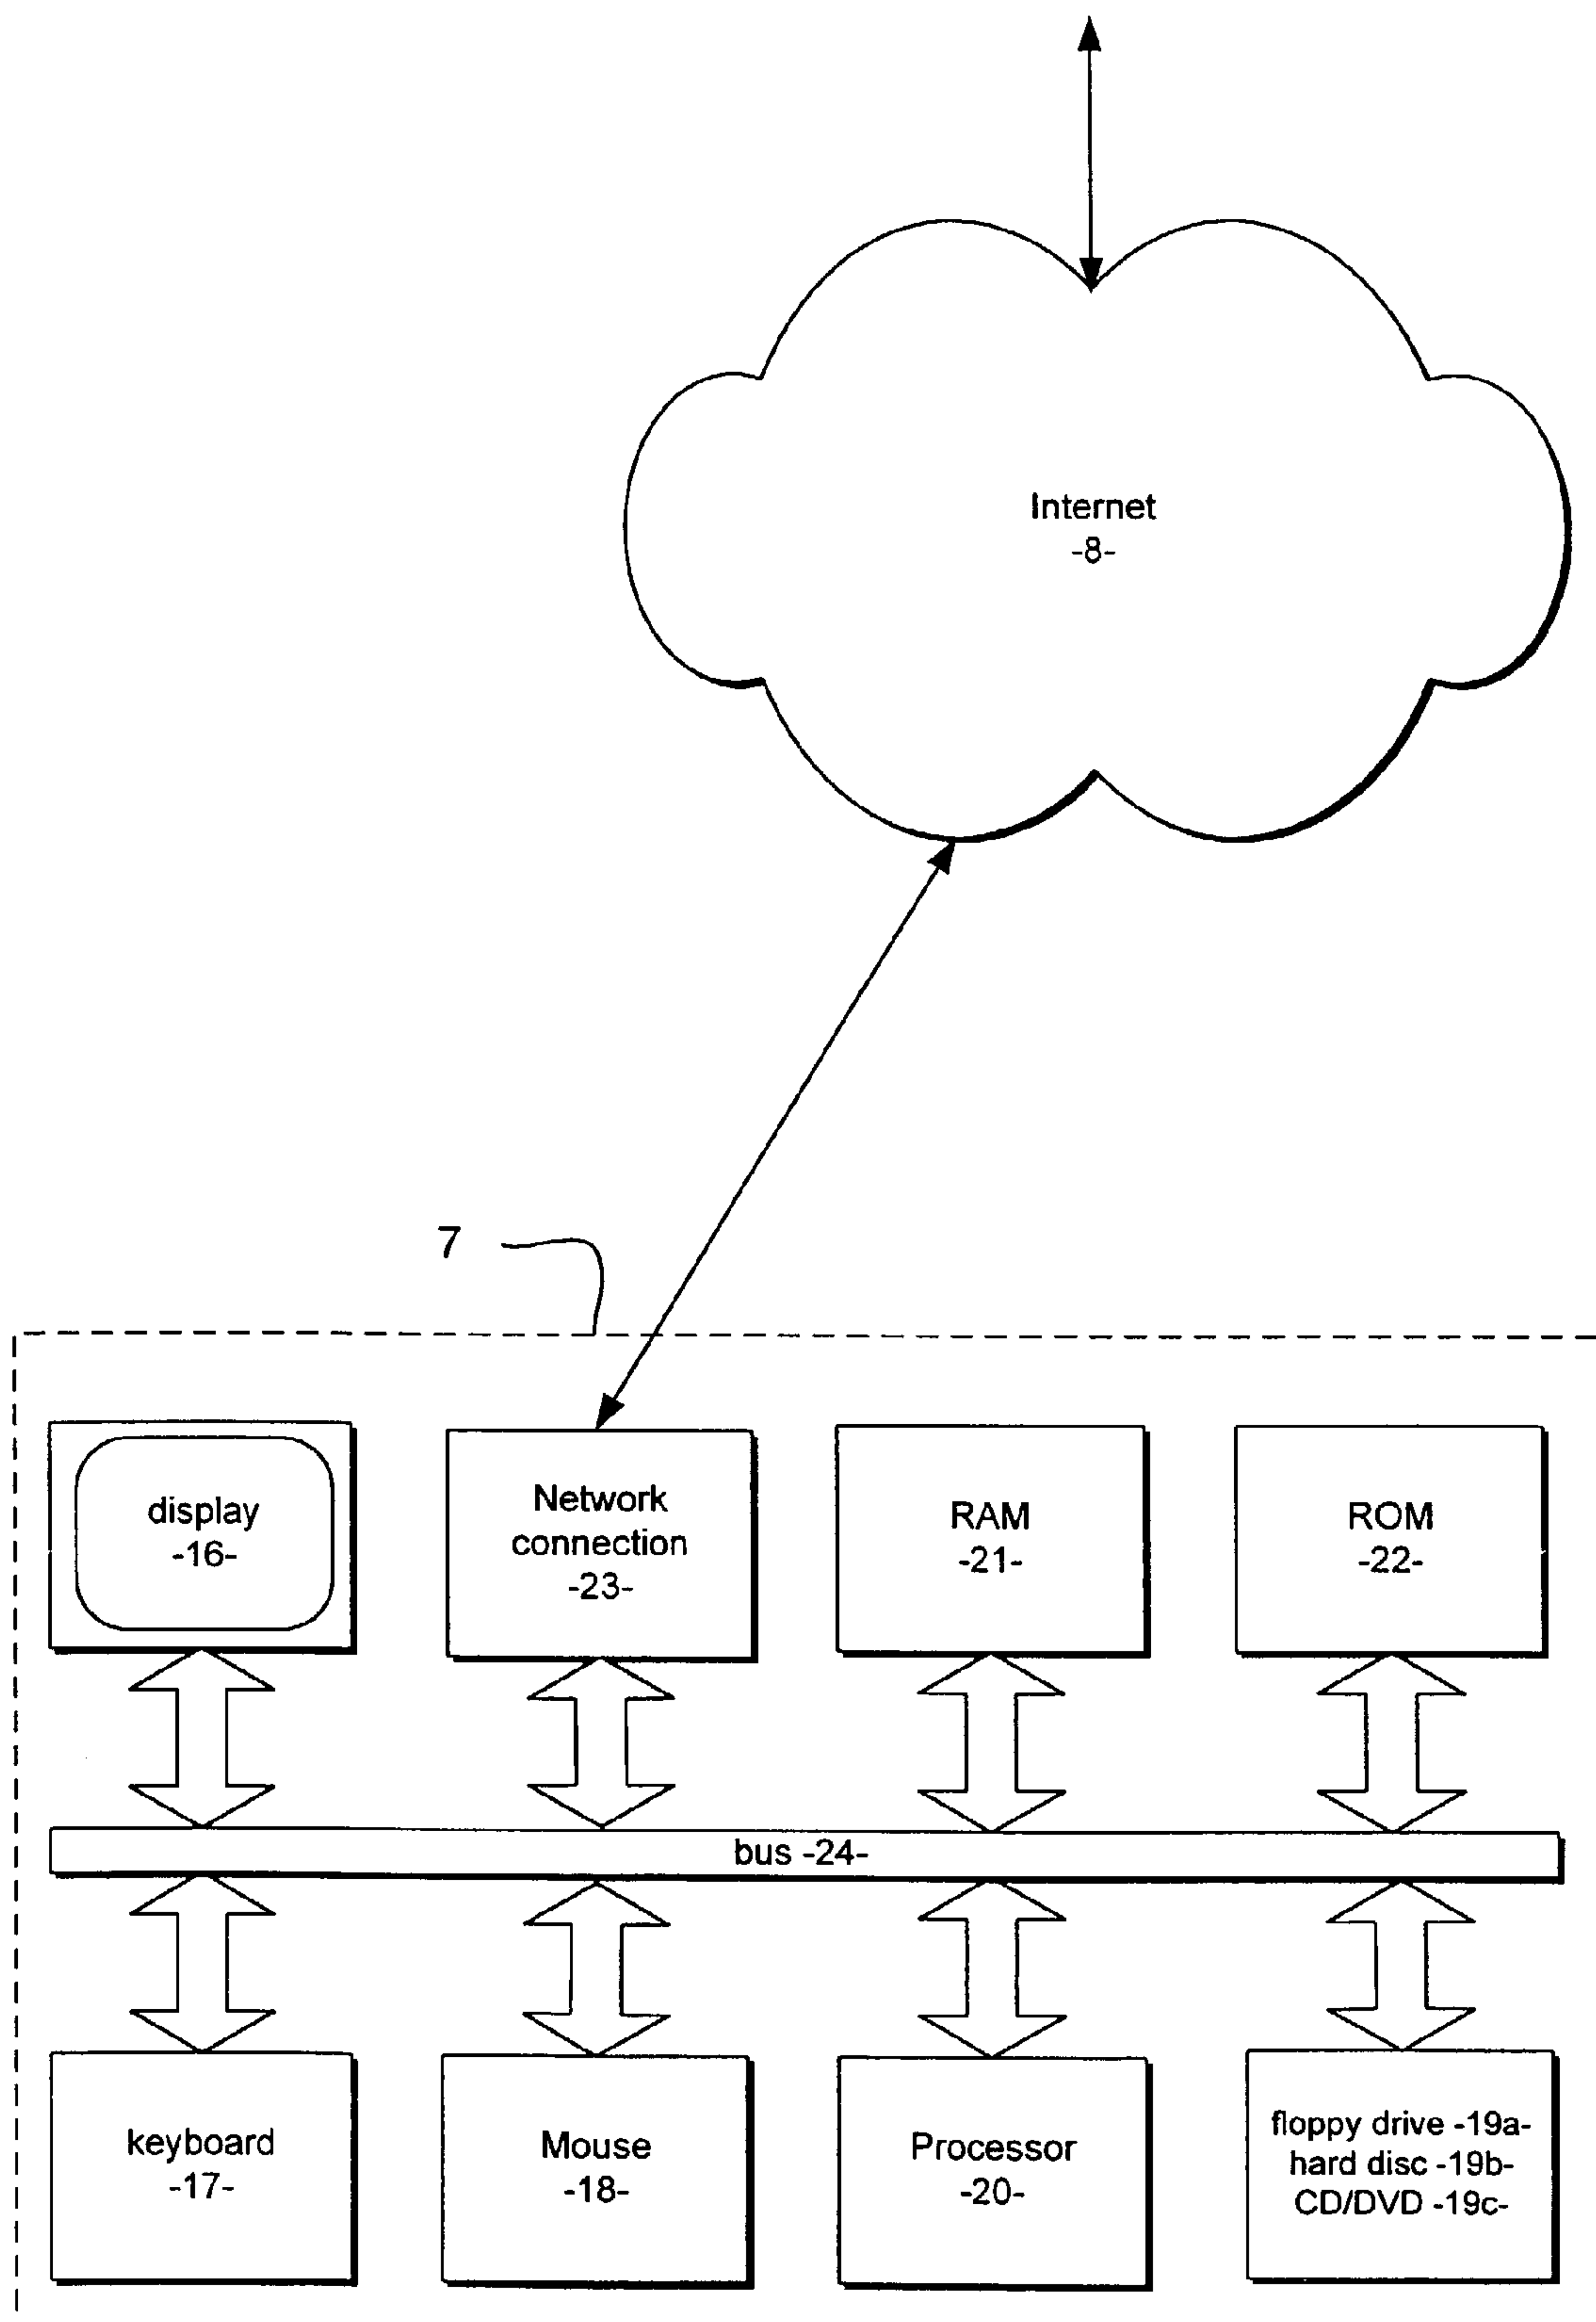 Internet
-8-
7
display
-16-
Network
connection
-23-
RAM
-21-
ROM
-22-
bus -24-
keyboard
-17-
Mouse
-18-
Processor
-20-
floppy drive -19a-
hard disc -19b-
CD/DVD -19c-